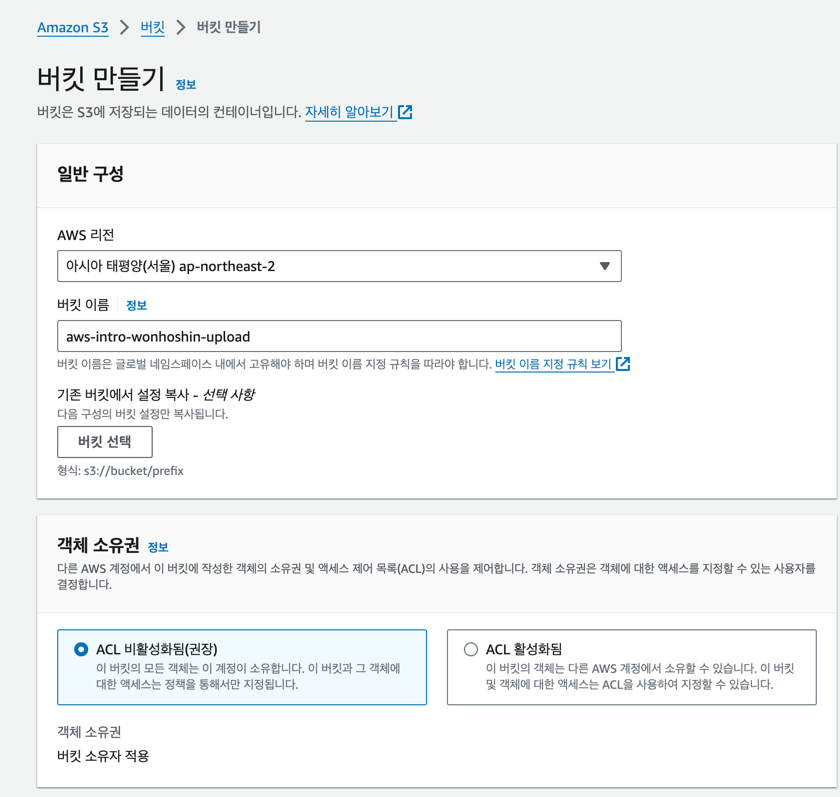 Amazon S3 > 버킷 > 버킷 만들기
버킷 만들기 정보
버킷은 S3에 저장되는 데이터의 컨테이너입니다. 자세히 알아보기
일반 구성
AWS 리전
아시아 태평양(서울) ap-northeast-2
버킷 이름 정보
aws-intro-wonhoshin-upload
버킷 이름은 글로벌 네임스페이스 내에서 고유해야 하며 버킷 이름 지정 규칙을 따라야 합니다. 버킷 이름 지정 규칙 보기
기존 버킷에서 설정 복사 - 선택 사항
다음 구성의 버킷 설정만 복사됩니다.
버킷 선택
형식: s3://bucket/prefix
객체 소유권 정보
다른 AWS 계정에서 이 버킷에 작성한 객체의 소유권 및 액세스 제어 목록(ACL)의 사용을 제어합니다. 객체 소유권은 객체에 대한 액세스를 지정할 수 있는 사용자를
결정합니다.
ACL 비활성화됨(권장)
이 버킷의 모든 객체는 이 계정이 소유합니다. 이 버킷과 그 객체에
대한 액세스는 정책을 통해서만 지정됩니다.
ACL 활성화됨
이 버킷의 객체는 다른 AWS 계정에서 소유할 수 있습니다. 이 버킷
및 객체에 대한 액세스는 ACL을 사용하여 지정할 수 있습니다.
객체 소유권
버킷 소유자 적용